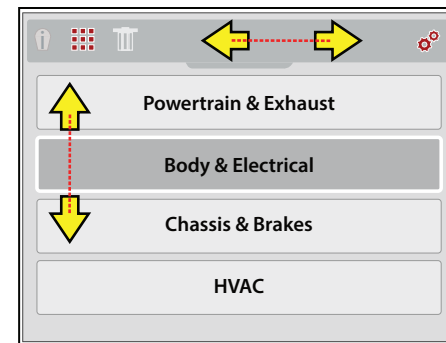 Powertrain & Exhaust
Body & Electrical
Chassis & Brakes
HVAC